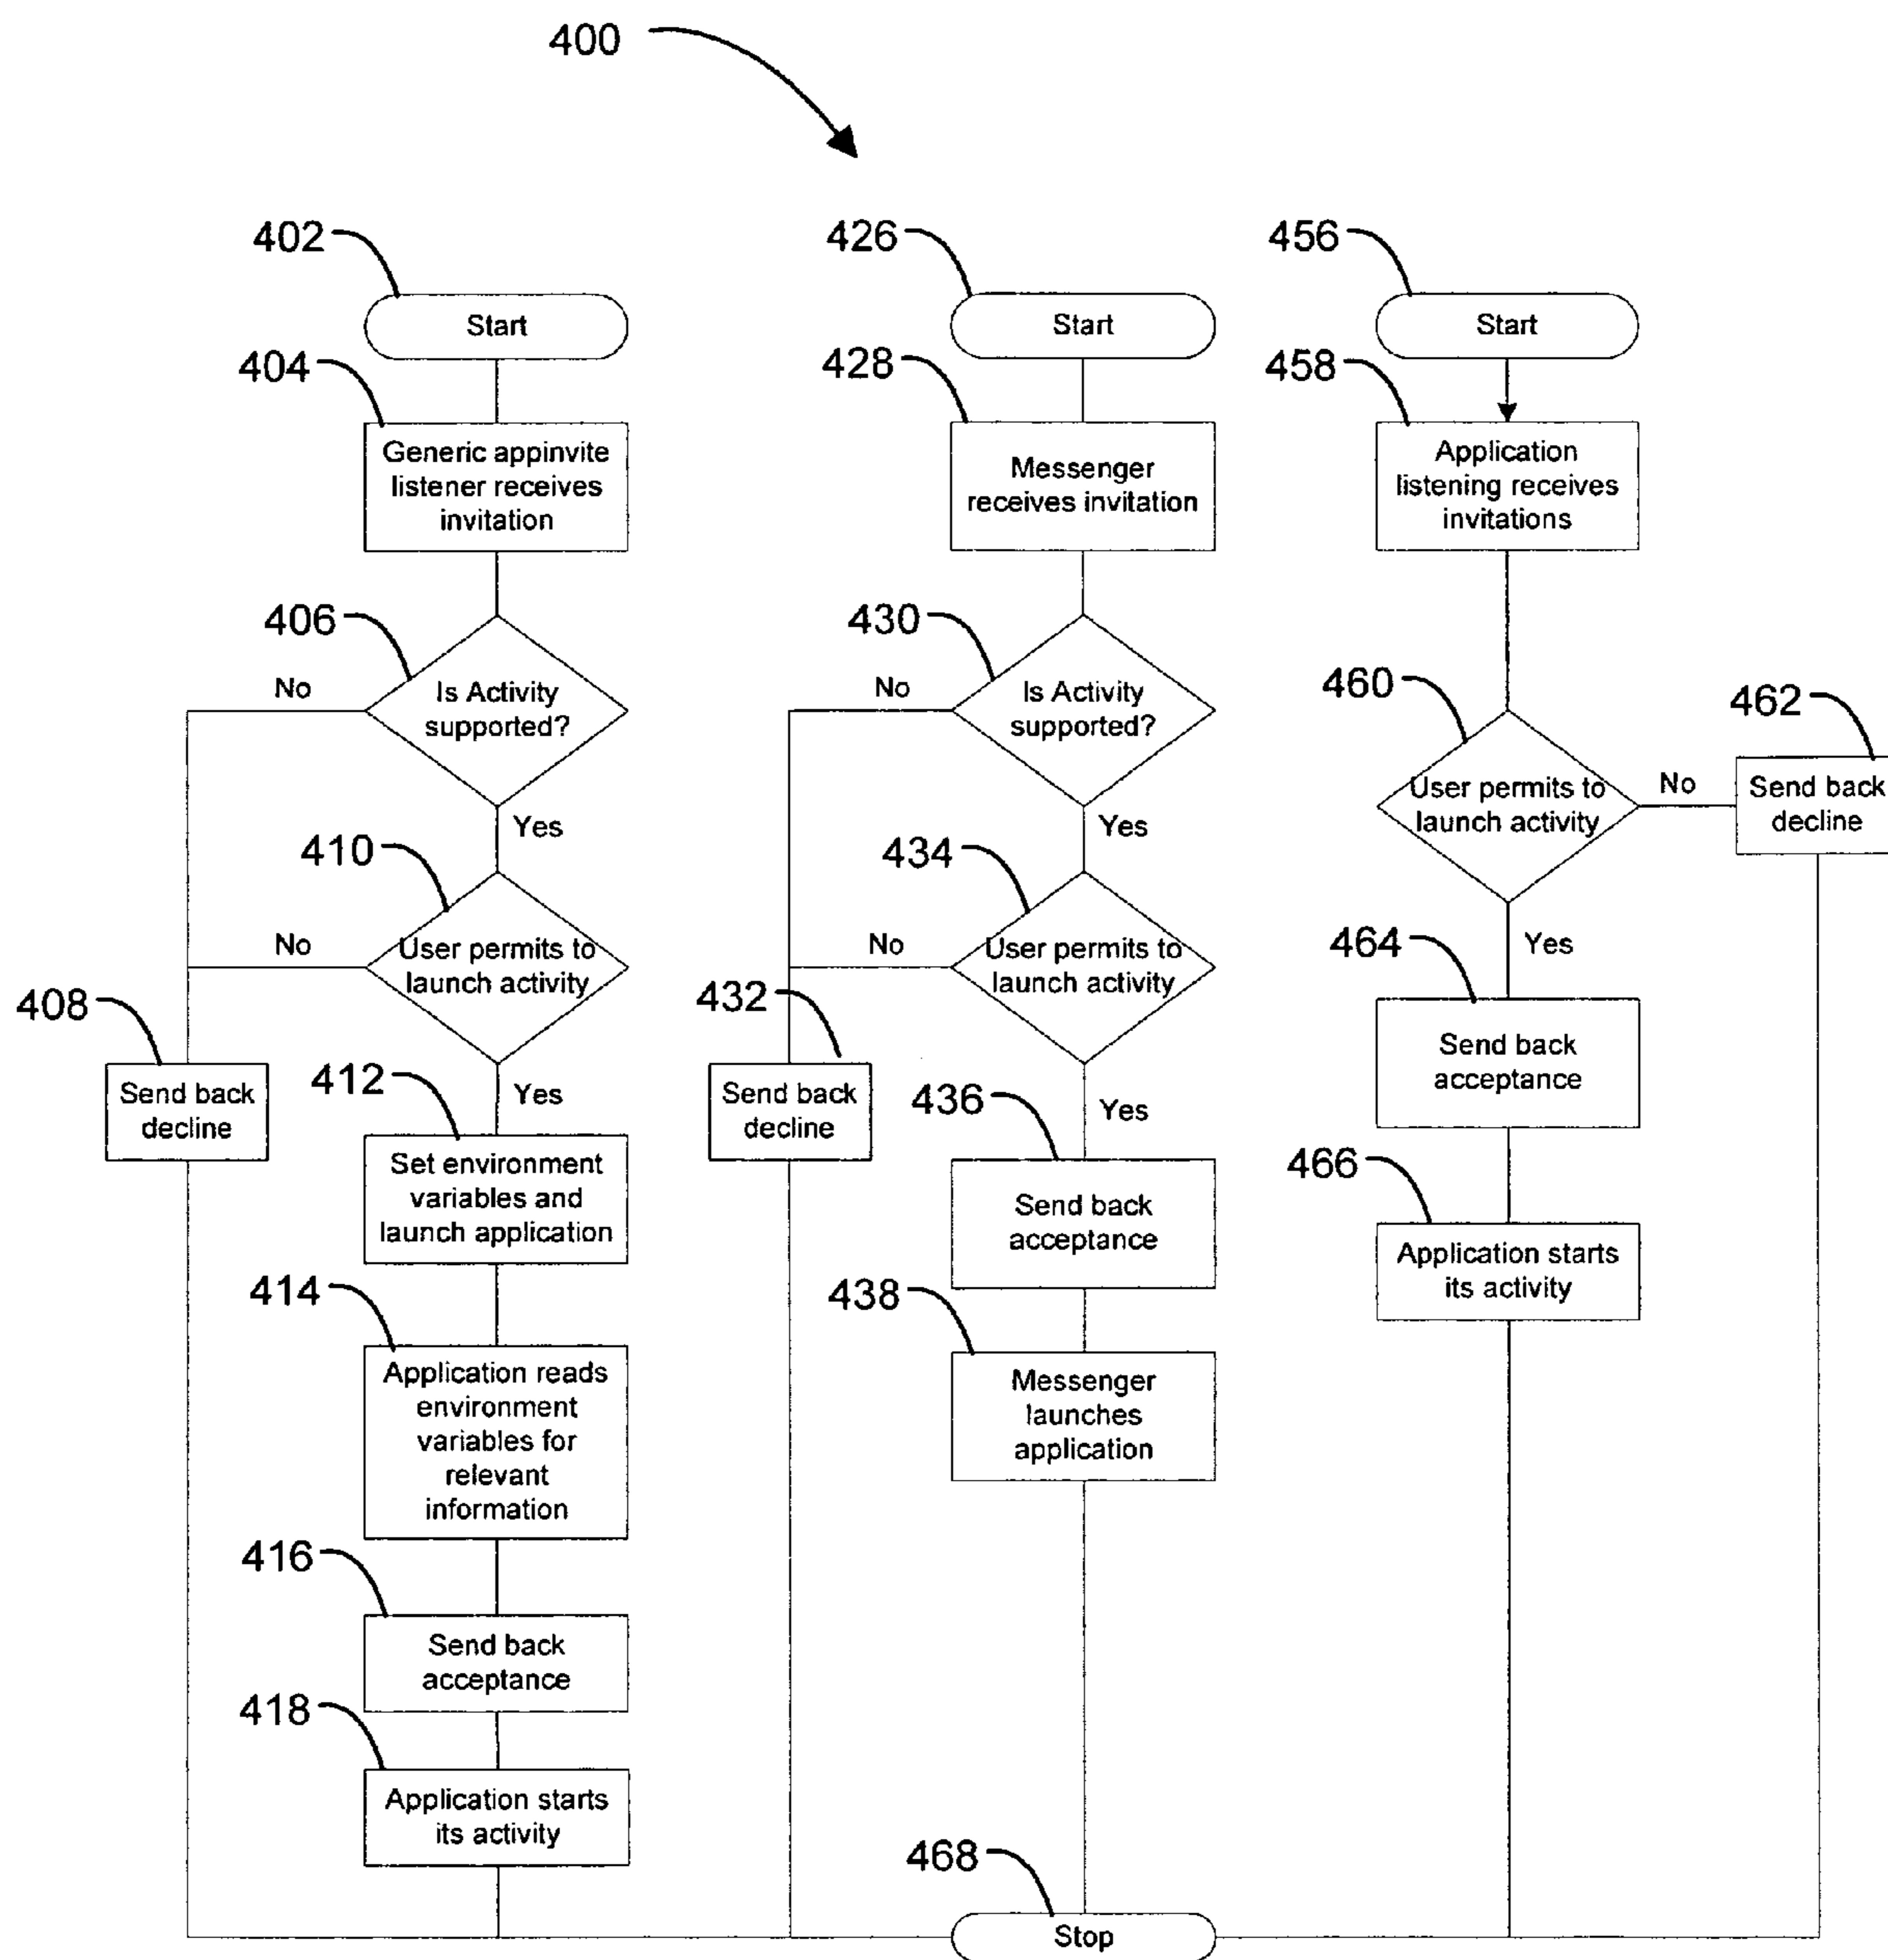 400
402
Start
404
Generic appinvite
listener receives
invitation
406
Is Activity
supported?
No
Yes
410
User permits to
launch activity
No
Yes
408
Send back
decline
412
Set environment
variables and
launch application
414
Application reads
environment
variables for
relevant
information
416
Send back
acceptance
418
Application starts
its activity
426
Start
428
Messenger
receives invitation
430
Is Activity
supported?
No
Yes
434
User permits to
launch activity
No
Yes
432
Send back
decline
436
Send back
acceptance
438
Messenger
launches
application
456
Start
458
Application
listening receives
invitations
460
User permits to
launch activity
No
Yes
462
Send back
decline
464
Send back
acceptance
466
Application starts
its activity
468
Stop